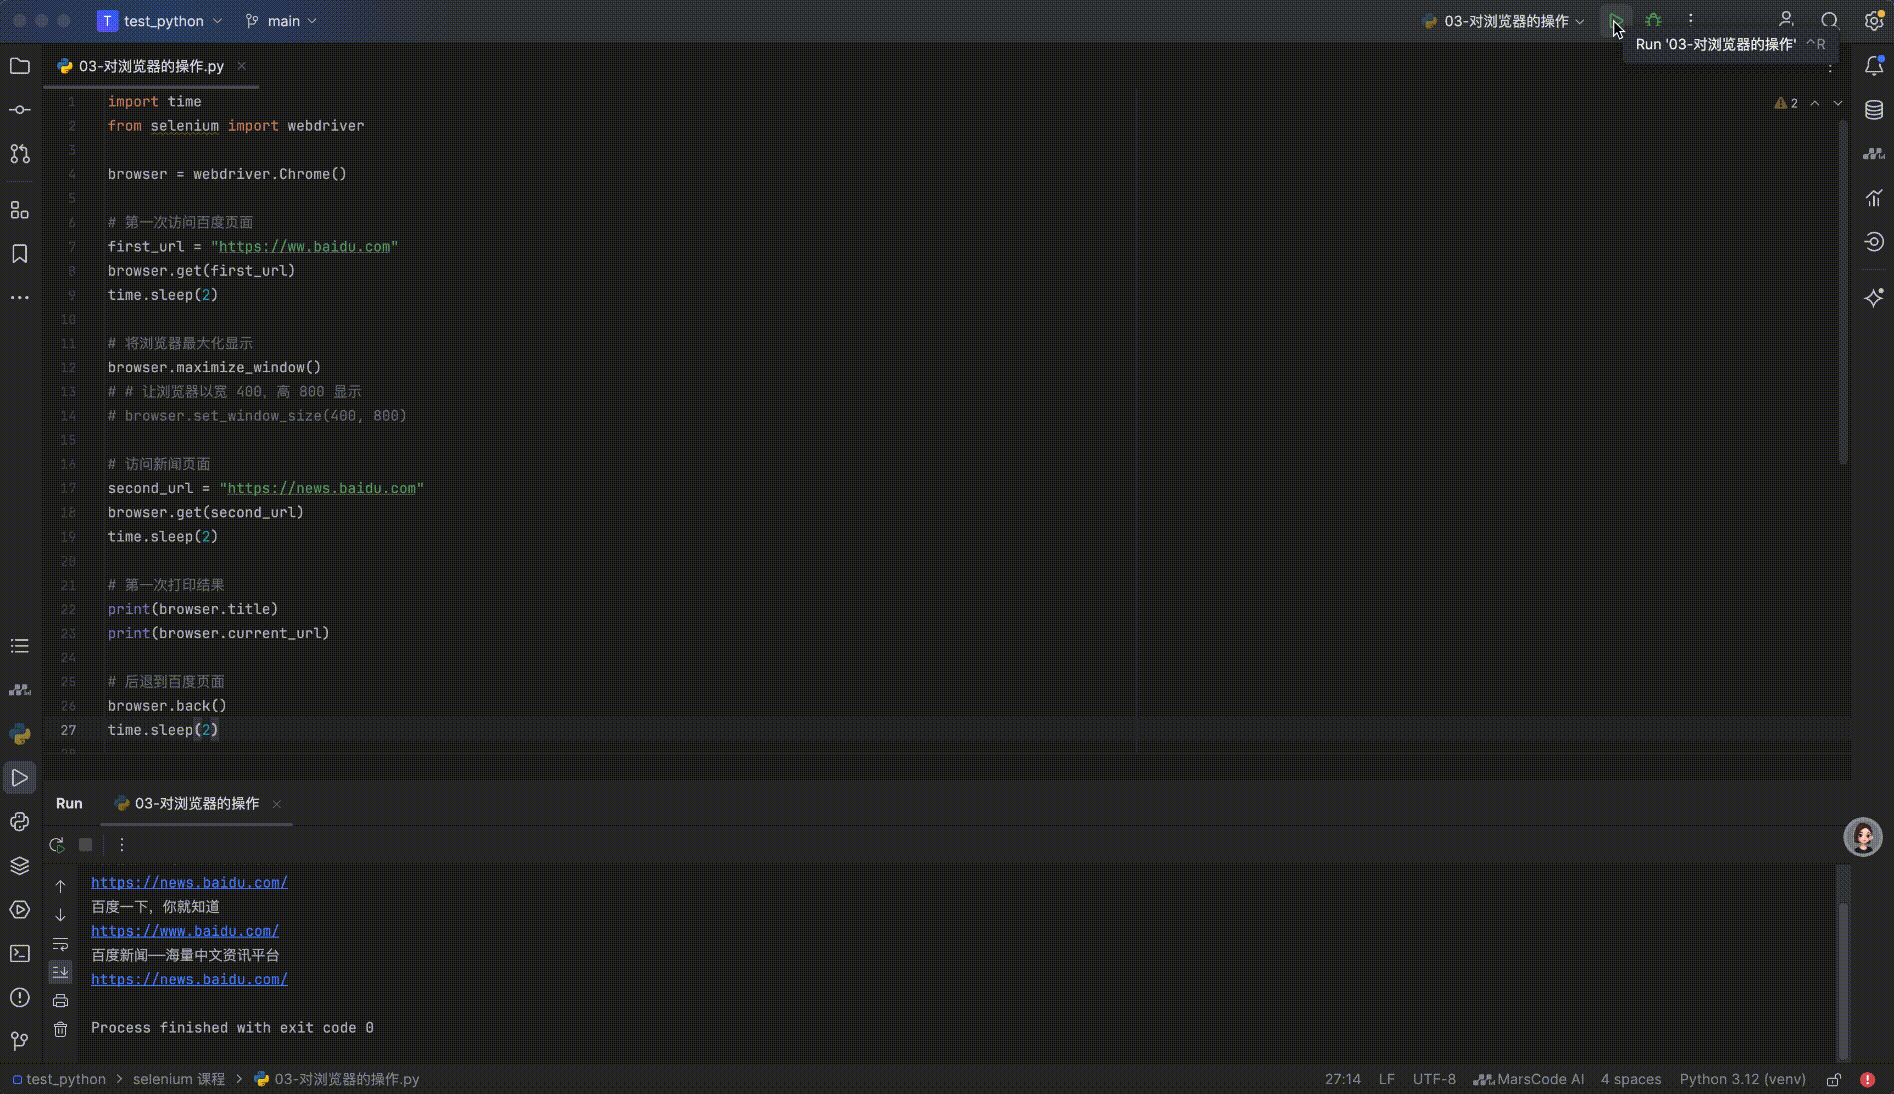 T test_python main 03-对浏览器的操作
Run '03-对浏览器的操作' ⌃R
03-对浏览器的操作.py
2
1 import time
2 from selenium import webdriver
3
4 browser = webdriver.Chrome()
5
6 # 第一次访问百度页面
7 first_url = "https://ww.baidu.com"
8 browser.get(first_url)
9 time.sleep(2)
10
11 # 将浏览器最大化显示
12 browser.maximize_window()
13 # # 让浏览器以宽 400，高 800 显示
14 # browser.set_window_size(400, 800)
15
16 # 访问新闻页面
17 second_url = "https://news.baidu.com"
18 browser.get(second_url)
19 time.sleep(2)
20
21 # 第一次打印结果
22 print(browser.title)
23 print(browser.current_url)
24
25 # 后退到百度页面
26 browser.back()
27 time.sleep(2)
28
Run 03-对浏览器的操作
https://news.baidu.com/
百度一下，你就知道
https://www.baidu.com/
百度新闻——海量中文资讯平台
https://news.baidu.com/
Process finished with exit code 0
test_python > selenium 课程 > 03-对浏览器的操作.py 27:14 LF UTF-8 MarsCode AI 4 spaces Python 3.12 (venv)